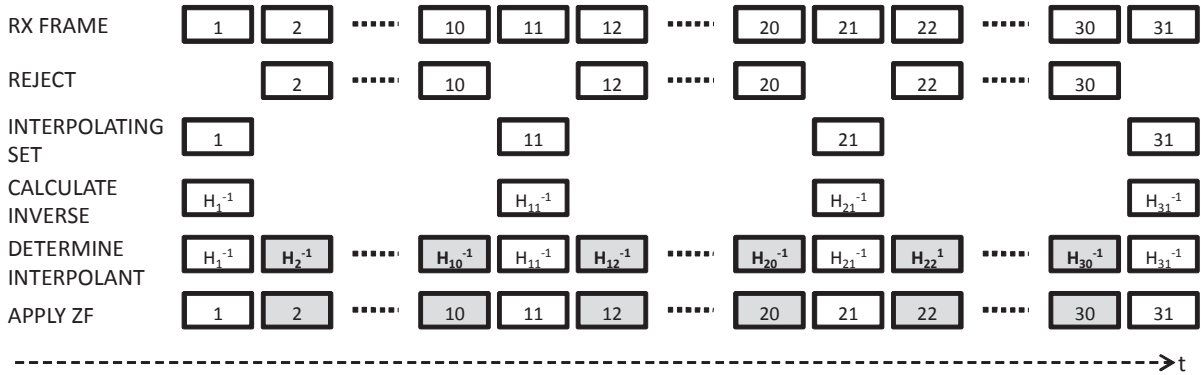 RX FRAME 1 2 10 11 12 20 21 22 30 31
REJECT 2 10 12 20 22 30
INTERPOLATING
SET 1 11 21 31
CALCULATE
INVERSE H₁⁻¹ H₁₁⁻¹ H₂₁⁻¹ H₃₁⁻¹
DETERMINE
INTERPOLANT H₁⁻¹ H₂⁻¹ H₁₀⁻¹ H₁₁⁻¹ H₁₂⁻¹ H₂₀⁻¹ H₂₁⁻¹ H₂₂¹ H₃₀⁻¹ H₃₁⁻¹
APPLY ZF 1 2 10 11 12 20 21 22 30 31
t